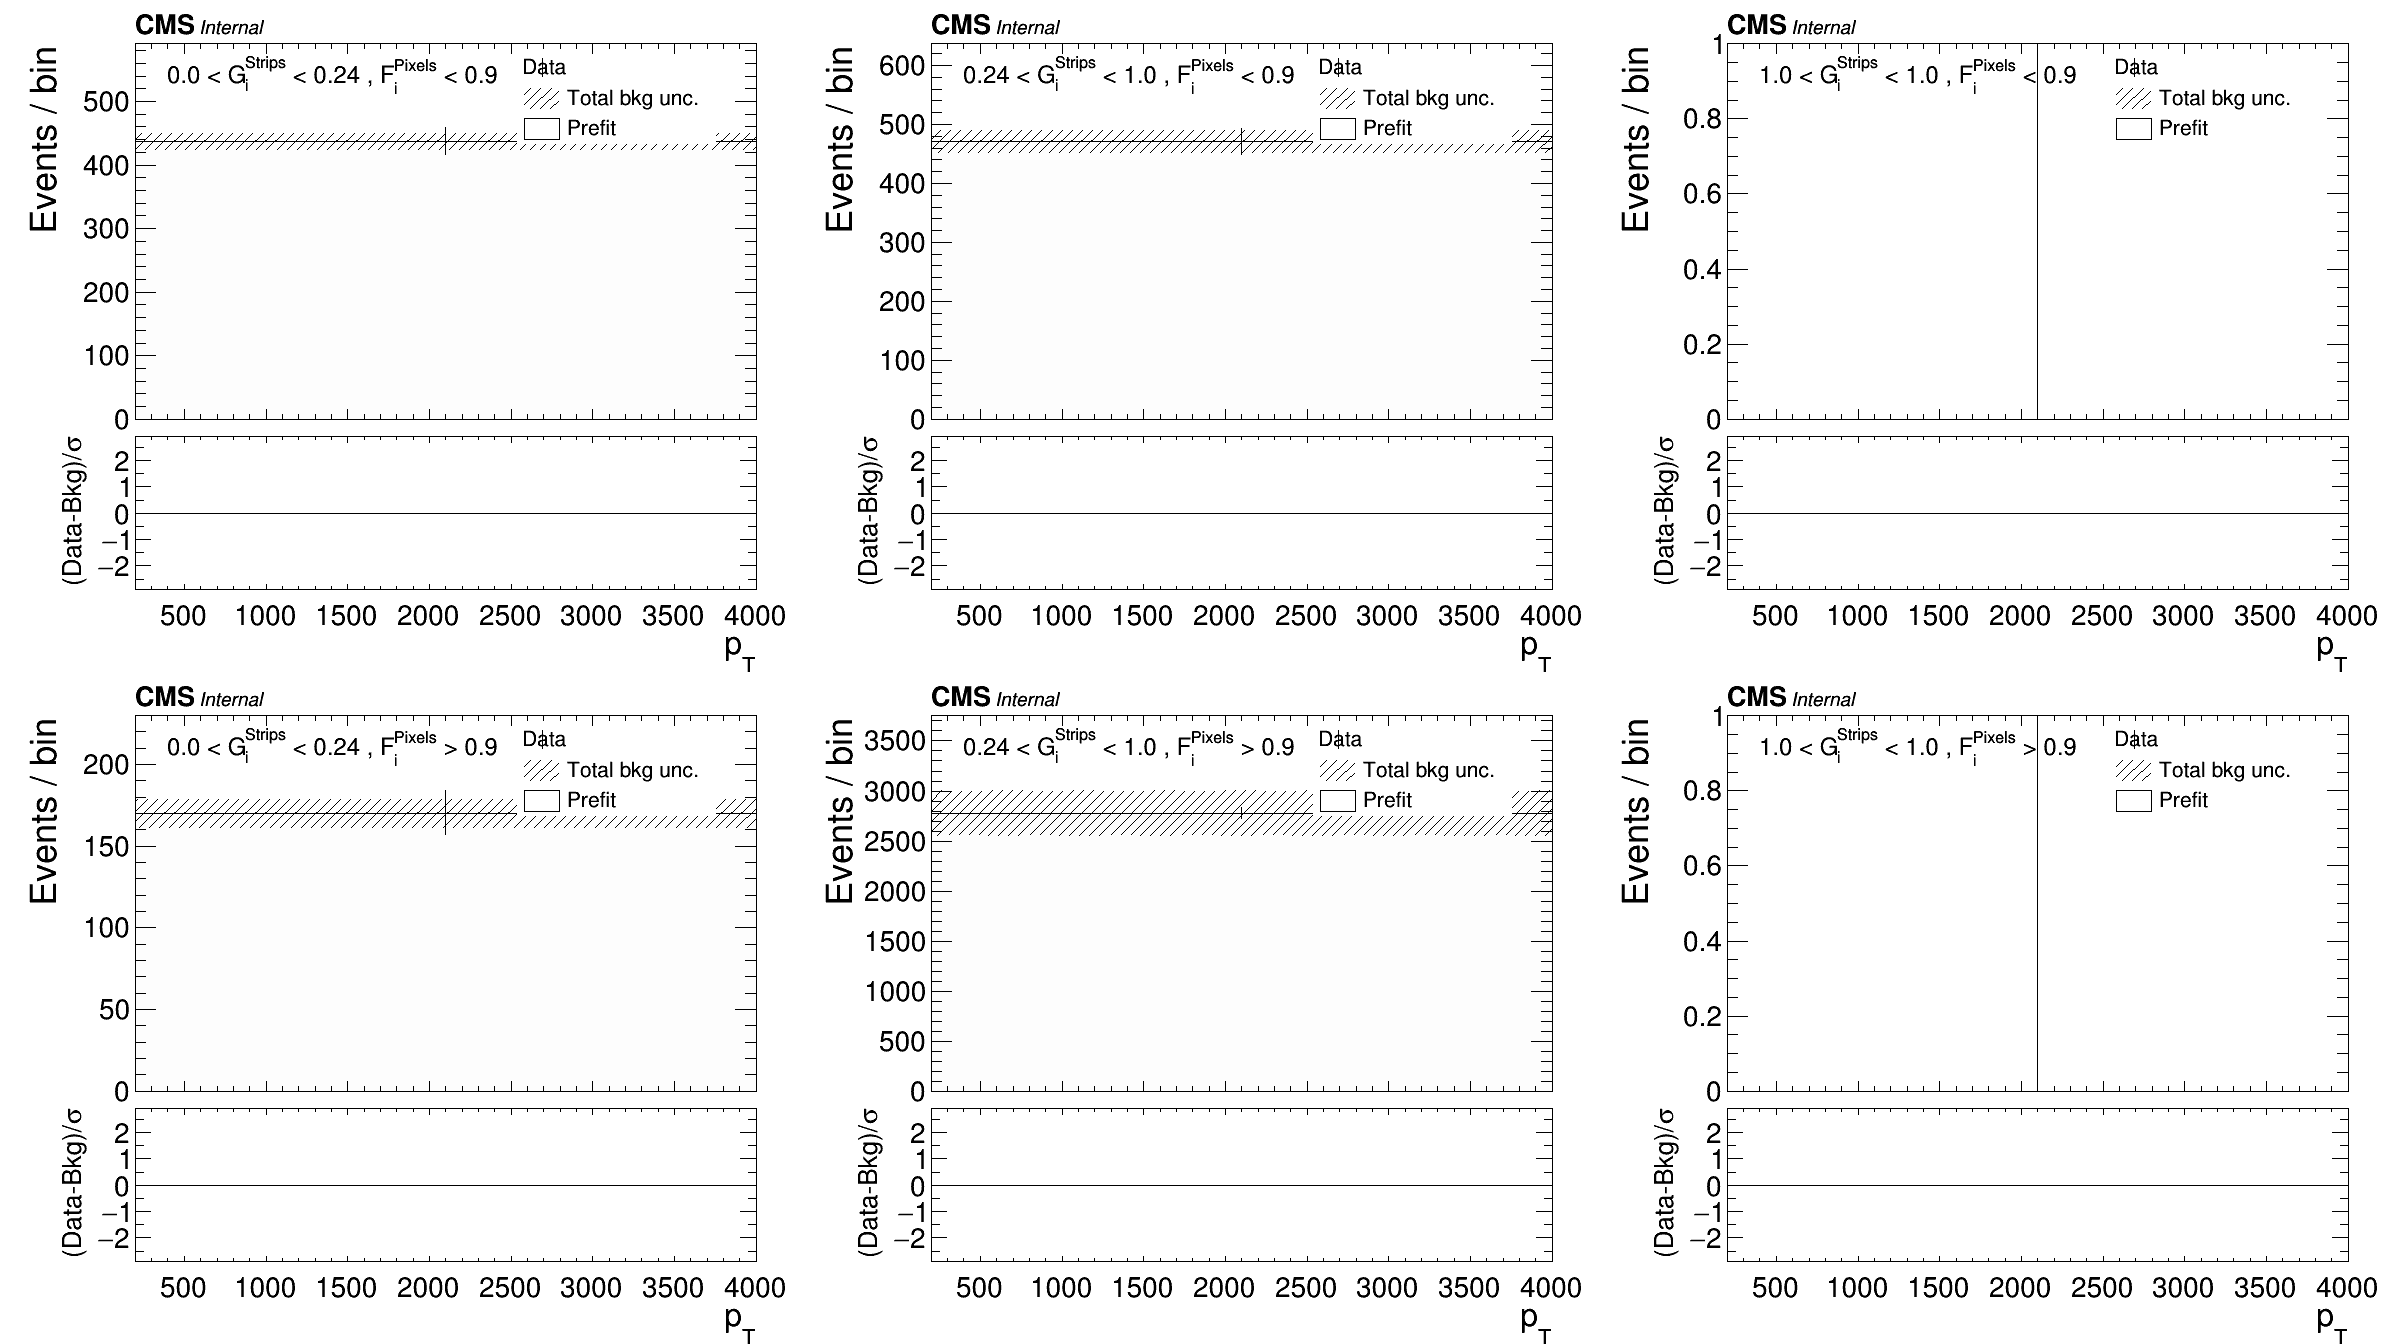 CMS Internal
Events / bin
0.0 < G_i^Strips < 0.24 , F_i^Pixels < 0.9
Data
Total bkg unc.
Prefit
500
400
300
200
100
0
(Data-Bkg)/σ
2
1
0
−1
−2
500 1000 1500 2000 2500 3000 3500 4000
p_T
CMS Internal
Events / bin
0.24 < G_i^Strips < 1.0 , F_i^Pixels < 0.9
Data
Total bkg unc.
Prefit
600
500
400
300
200
100
0
(Data-Bkg)/σ
2
1
0
−1
−2
500 1000 1500 2000 2500 3000 3500 4000
p_T
CMS Internal
Events / bin
1.0 < G_i^Strips < 1.0 , F_i^Pixels < 0.9
Data
Total bkg unc.
Prefit
1
0.8
0.6
0.4
0.2
0
(Data-Bkg)/σ
2
1
0
−1
−2
500 1000 1500 2000 2500 3000 3500 4000
p_T
CMS Internal
Events / bin
0.0 < G_i^Strips < 0.24 , F_i^Pixels > 0.9
Data
Total bkg unc.
Prefit
200
150
100
50
0
(Data-Bkg)/σ
2
1
0
−1
−2
500 1000 1500 2000 2500 3000 3500 4000
p_T
CMS Internal
Events / bin
0.24 < G_i^Strips < 1.0 , F_i^Pixels > 0.9
Data
Total bkg unc.
Prefit
3500
3000
2500
2000
1500
1000
500
0
(Data-Bkg)/σ
2
1
0
−1
−2
500 1000 1500 2000 2500 3000 3500 4000
p_T
CMS Internal
Events / bin
1.0 < G_i^Strips < 1.0 , F_i^Pixels > 0.9
Data
Total bkg unc.
Prefit
1
0.8
0.6
0.4
0.2
0
(Data-Bkg)/σ
2
1
0
−1
−2
500 1000 1500 2000 2500 3000 3500 4000
p_T